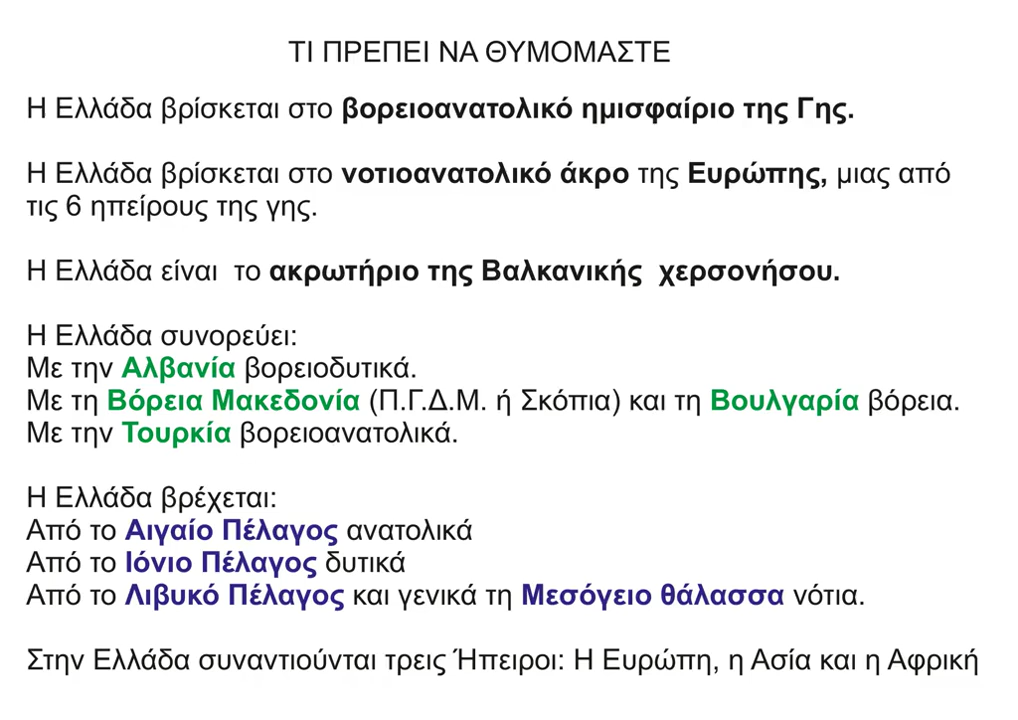 ΤΙ ΠΡΕΠΕΙ ΝΑ ΘΥΜΟΜΑΣΤΕ
Η Ελλάδα βρίσκεται στο βορειοανατολικό ημισφαίριο της Γης.
Η Ελλάδα βρίσκεται στο νοτιοανατολικό άκρο της Ευρώπης, μιας από
τις 6 ηπείρους της γης.
Η Ελλάδα είναι το ακρωτήριο της Βαλκανικής χερσονήσου.
Η Ελλάδα συνορεύει:
Με την Αλβανία βορειοδυτικά.
Με τη Βόρεια Μακεδονία (Π.Γ.Δ.Μ. ή Σκόπια) και τη Βουλγαρία βόρεια.
Με την Τουρκία βορειοανατολικά.
Η Ελλάδα βρέχεται:
Από το Αιγαίο Πέλαγος ανατολικά
Από το Ιόνιο Πέλαγος δυτικά
Από το Λιβυκό Πέλαγος και γενικά τη Μεσόγειο θάλασσα νότια.
Στην Ελλάδα συναντιούνται τρεις Ήπειροι: Η Ευρώπη, η Ασία και η Αφρική